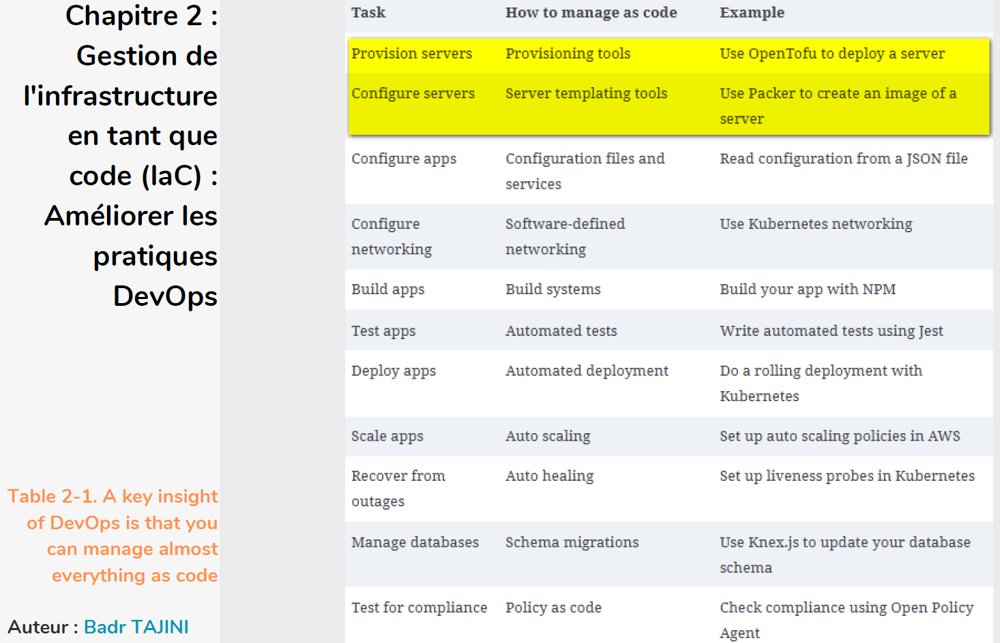 Chapitre 2 :
Gestion de
l'infrastructure
en tant que
code (IaC) :
Améliorer les
pratiques
DevOps
Table 2-1. A key insight
of DevOps is that you
can manage almost
everything as code
Auteur : Badr TAJINI
Task How to manage as code Example
Provision servers Provisioning tools Use OpenTofu to deploy a server
Configure servers Server templating tools Use Packer to create an image of a
server
Configure apps Configuration files and Read configuration from a JSON file
services
Configure Software-defined Use Kubernetes networking
networking networking
Build apps Build systems Build your app with NPM
Test apps Automated tests Write automated tests using Jest
Deploy apps Automated deployment Do a rolling deployment with
Kubernetes
Scale apps Auto scaling Set up auto scaling policies in AWS
Recover from Auto healing Set up liveness probes in Kubernetes
outages
Manage databases Schema migrations Use Knex.js to update your database
schema
Test for compliance Policy as code Check compliance using Open Policy
Agent